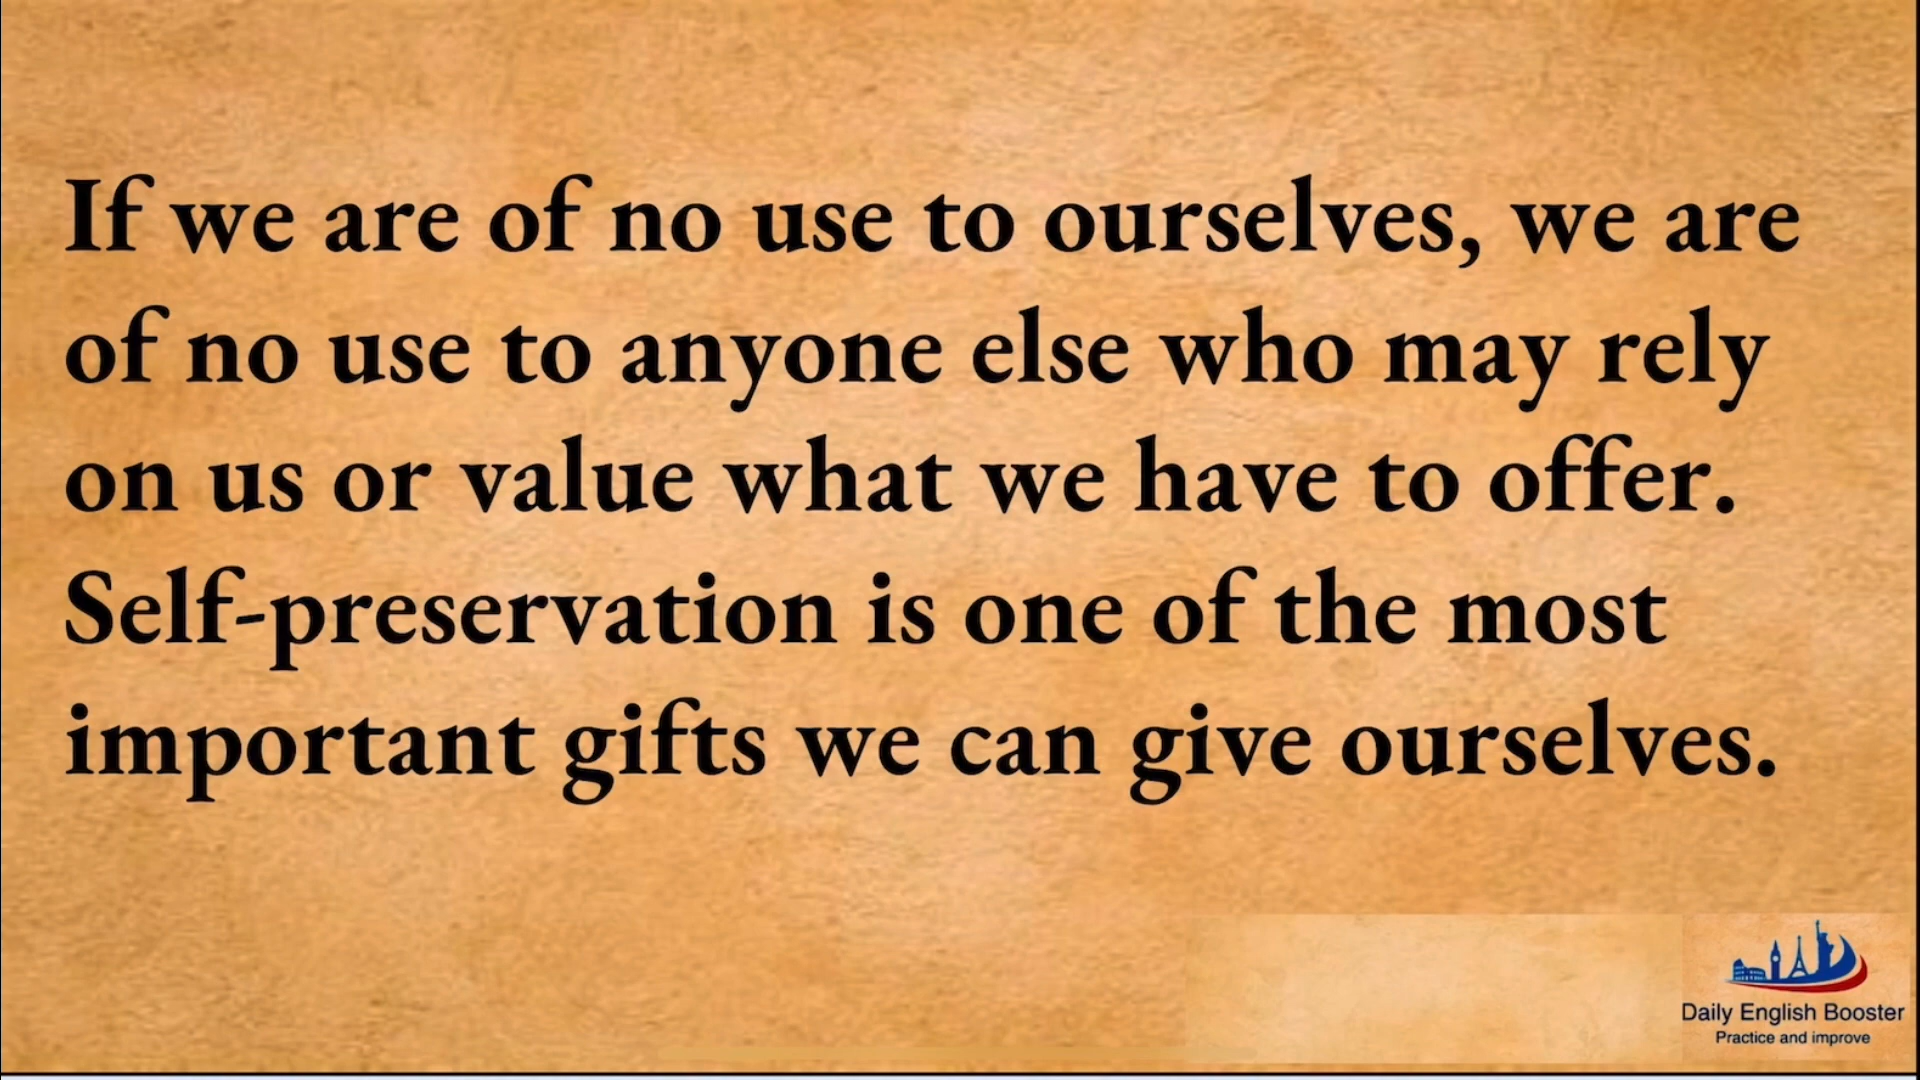 If we are of no use to ourselves, we are
of no use to anyone else who may rely
on us or value what we have to offer.
Self-preservation is one of the most
important gifts we can give ourselves.
Daily English Booster
Practice and improve